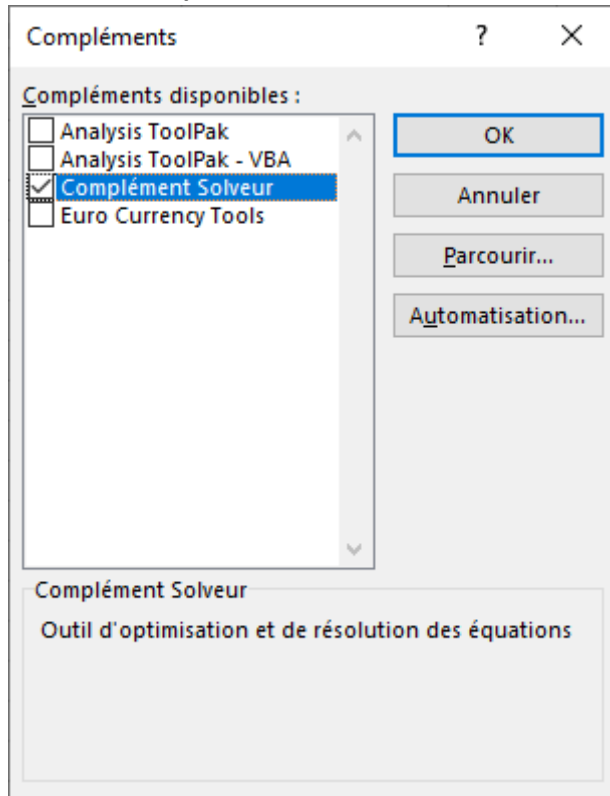 Compléments
?
Compléments disponibles :
Analysis ToolPak
Analysis ToolPak - VBA
Complément Solveur
Euro Currency Tools
OK
Annuler
Parcourir...
Automatisation...
Complément Solveur
Outil d'optimisation et de résolution des équations